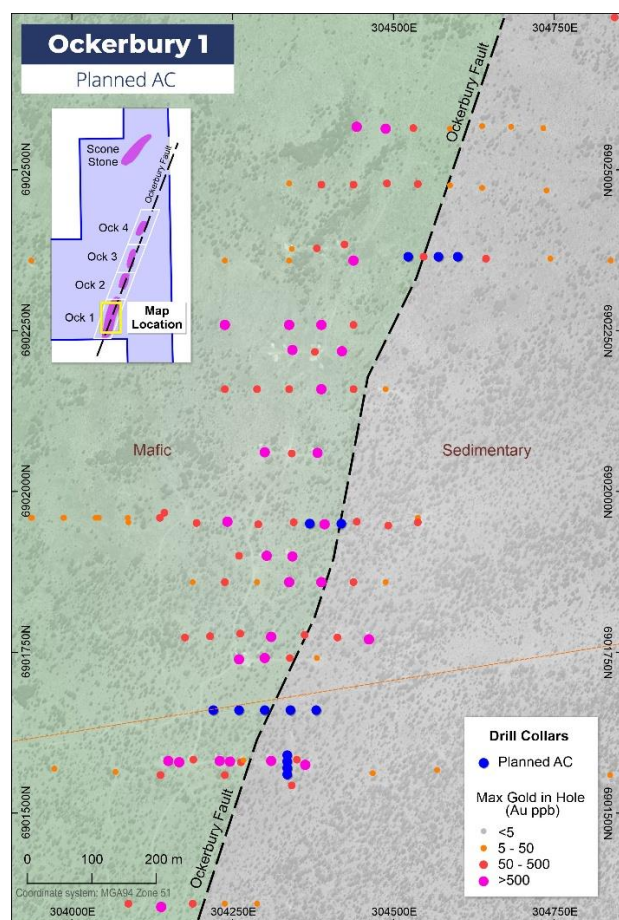 Ockerbury 1
Planned AC
304500E
304750E
Ockerbury Fault
Scone
Stone
Ockerbury Fault
Ock 4
Ock 3
Ock 2
Ock 1
Map
Location
6902500N
6902500N
6902250N
6902250N
Mafic
Sedimentary
6902000N
6902000N
6901750N
6901750N
6901500N
6901500N
Drill Collars
Planned AC
Max Gold in Hole
(Au ppb)
<5
5 - 50
50 - 500
>500
Ockerbury Fault
0 100 200 m
Coordinate system: MGA94 Zone 51
304000E
304250E
304500E
304750E